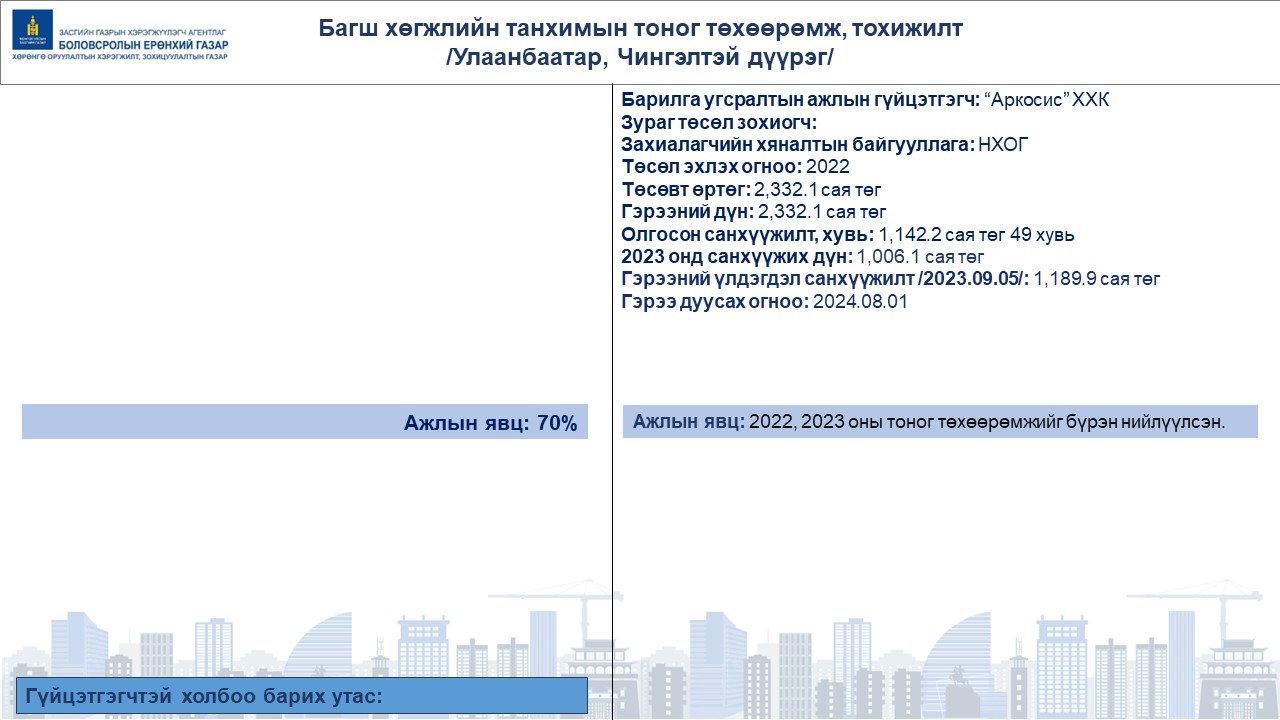 ЗАСГИЙН ГАЗРЫН ХЭРЭГЖҮҮЛЭГЧ АГЕНТЛАГ
БОЛОВСРОЛЫН ЕРӨНХИЙ ГАЗАР
ХӨРӨНГӨ ОРУУЛАЛТЫН ХЭРЭГЖИЛТ, ЗОХИЦУУЛАЛТЫН ГАЗАР
Багш хөгжлийн танхимын тоног төхөөрөмж, тохижилт
/Улаанбаатар, Чингэлтэй дүүрэг/
Барилга угсралтын ажлын гүйцэтгэгч: “Аркосис” ХХК
Зураг төсөл зохиогч:
Захиалагчийн хяналтын байгууллага: НХОГ
Төсөл эхлэх огноо: 2022
Төсөвт өртөг: 2,332.1 сая төг
Гэрээний дүн: 2,332.1 сая төг
Олгосон санхүүжилт, хувь: 1,142.2 сая төг 49 хувь
2023 онд санхүүжих дүн: 1,006.1 сая төг
Гэрээний үлдэгдэл санхүүжилт /2023.09.05/: 1,189.9 сая төг
Гэрээ дуусах огноо: 2024.08.01
Ажлын явц: 70%
Ажлын явц: 2022, 2023 оны тоног төхөөрөмжийг бүрэн нийлүүлсэн.
Гүйцэтгэгчтэй холбоо барих утас: